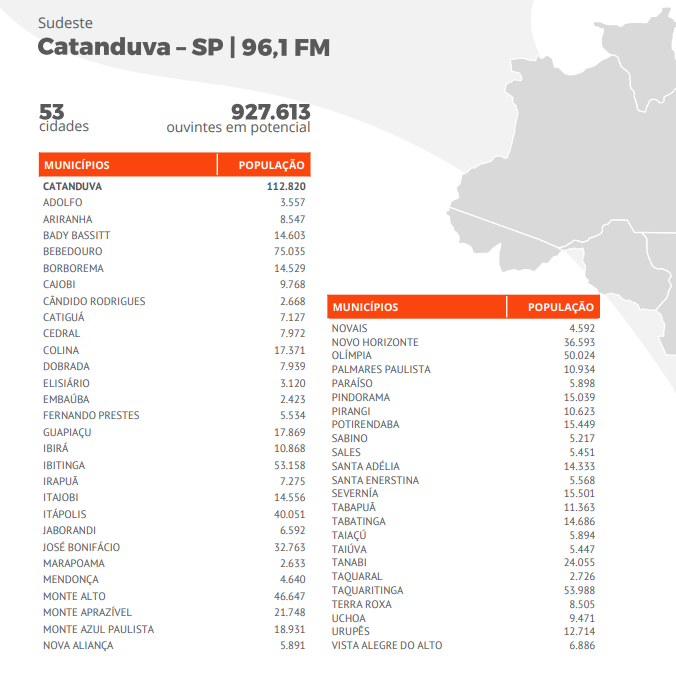 Sudeste
Catanduva – SP | 96,1 FM
53
cidades
927.613
ouvintes em potencial
MUNICÍPIOS POPULAÇÃO
CATANDUVA 112.820
ADOLFO 3.557
ARIRANHA 8.547
BADY BASSITT 14.603
BEBEDOURO 75.035
BORBOREMA 14.529
CAJOBI 9.768
CÂNDIDO RODRIGUES 2.668
CATIGUÁ 7.127
CEDRAL 7.972
COLINA 17.371
DOBRADA 7.939
ELISIÁRIO 3.120
EMBAÚBA 2.423
FERNANDO PRESTES 5.534
GUAPIAÇU 17.869
IBIRÁ 10.868
IBITINGA 53.158
IRAPUÃ 7.275
ITAJOBI 14.556
ITÁPOLIS 40.051
JABORANDI 6.592
JOSÉ BONIFÁCIO 32.763
MARAPOAMA 2.633
MENDONÇA 4.640
MONTE ALTO 46.647
MONTE APRAZÍVEL 21.748
MONTE AZUL PAULISTA 18.931
NOVA ALIANÇA 5.891
MUNICÍPIOS POPULAÇÃO
NOVAIS 4.592
NOVO HORIZONTE 36.593
OLÍMPIA 50.024
PALMARES PAULISTA 10.934
PARAÍSO 5.898
PINDORAMA 15.039
PIRANGI 10.623
POTIRENDABA 15.449
SABINO 5.217
SALES 5.451
SANTA ADÉLIA 14.333
SANTA ENERSTINA 5.568
SEVERNÍA 15.501
TABAPUÃ 11.363
TABATINGA 14.686
TAIAÇÚ 5.894
TAIÚVA 5.447
TANABI 24.055
TAQUARAL 2.726
TAQUARITINGA 53.988
TERRA ROXA 8.505
UCHOA 9.471
URUPÊS 12.714
VISTA ALEGRE DO ALTO 6.886